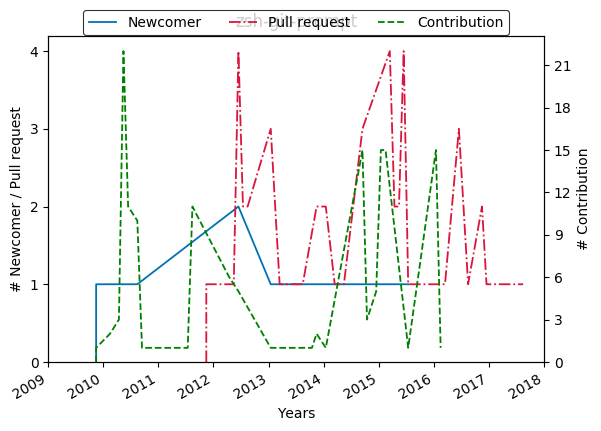 zsh-git-prompt
Newcomer Pull request Contribution
# Newcomer / Pull request
4
3
2
1
0
# Contribution
21
18
15
12
9
6
3
0
2009 2010 2011 2012 2013 2014 2015 2016 2017 2018
Years